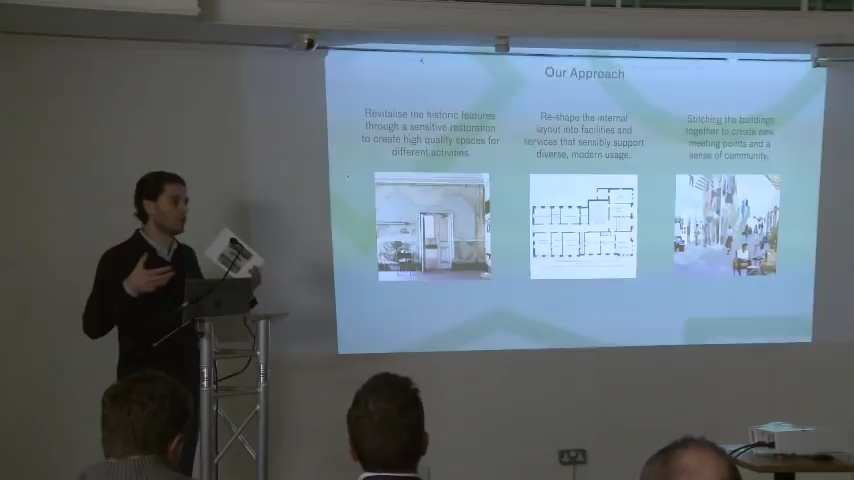 Our Approach
Revitalise the historic features
through a sensitive restoration
to create high quality spaces for
different activities.
Re-shape the internal
layout into facilities and
services that sensibly support
diverse, modern usage.
Stitching the buildings
together to create new
meeting points and a
sense of community.